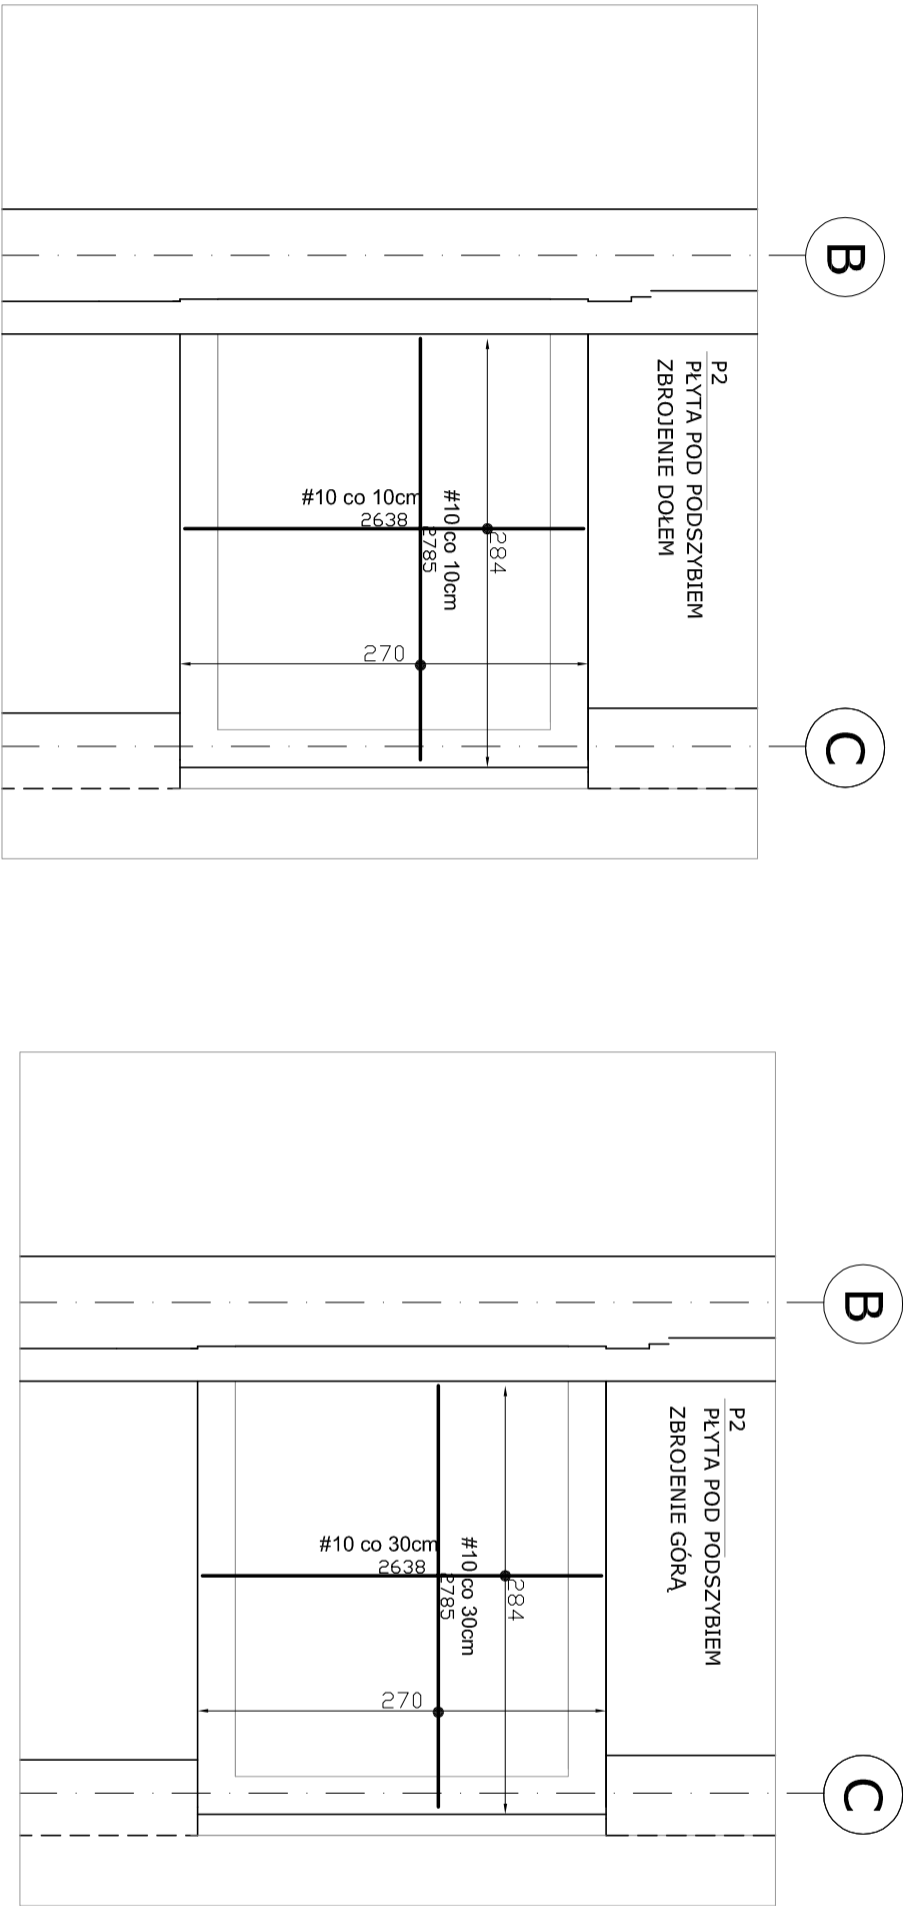 B
P2
PŁYTA POD PODSZYBIEM
ZBROJENIE DOŁEM
#10 co 10cm
2638
#10 co 10cm
2785
284
270
C
B
P2
PŁYTA POD PODSZYBIEM
ZBROJENIE GÓRĄ
#10 co 30cm
2638
#10 co 30cm
2785
284
270
C